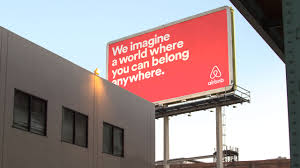 We imagine
a world where
you can belong
anywhere.
airbnb